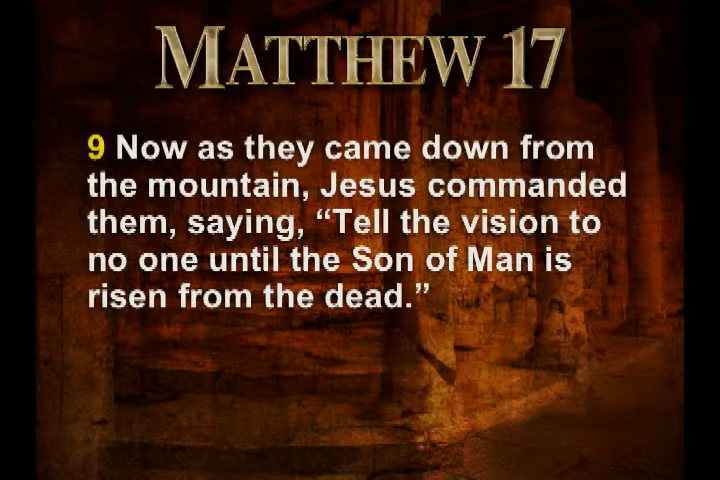 MATTHEW 17
9 Now as they came down from
the mountain, Jesus commanded
them, saying, “Tell the vision to
no one until the Son of Man is
risen from the dead.”